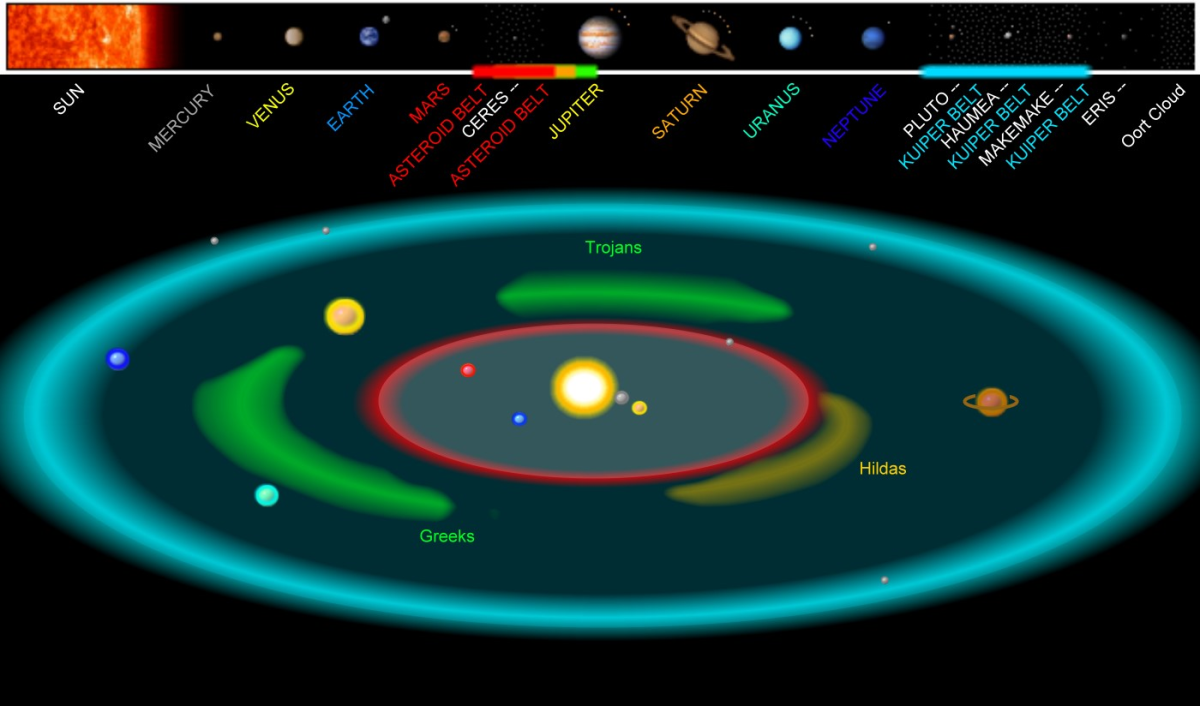 SUN
MERCURY
VENUS
EARTH
MARS
ASTEROID BELT
CERES --
ASTEROID BELT
JUPITER
SATURN
URANUS
NEPTUNE
PLUTO --
KUIPER BELT
HAUMEA --
KUIPER BELT
MAKEMAKE --
KUIPER BELT
ERIS --
Oort Cloud
Trojans
Hildas
Greeks